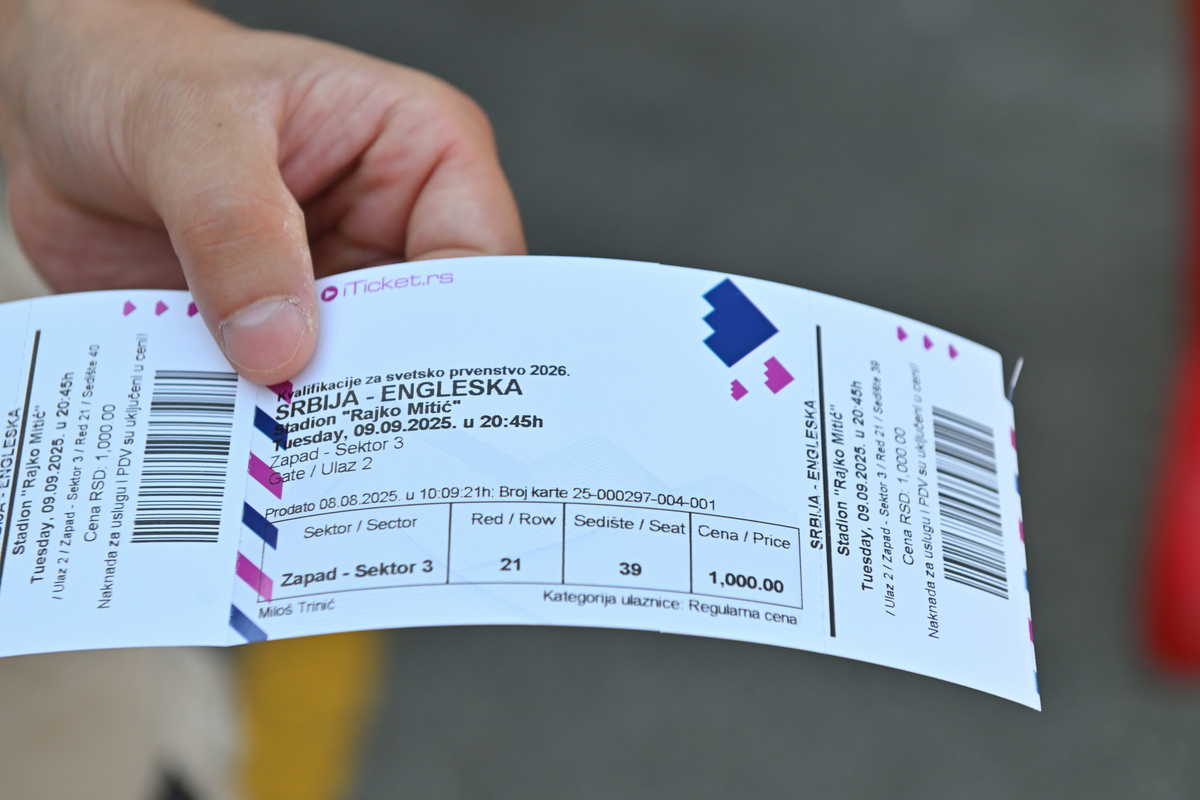 SRBIJA - ENGLESKA
Stadion "Rajko Mitić"
Tuesday, 09.09.2025. u 20:45h
/ Ulaz 2 / Zapad - Sektor 3 / Red 21 / Sedište 40
Cena RSD: 1,000.00
Naknada za uslugu i PDV su uključeni u ceni!
iTicket.rs
Kvalifikacije za svetsko prvenstvo 2026.
SRBIJA - ENGLESKA
Stadion "Rajko Mitić"
Tuesday, 09.09.2025. u 20:45h
Zapad - Sektor 3
Gate / Ulaz 2
Prodato 08.08.2025. u 10:09:21h; Broj karte 25-000297-004-001
Sektor / Sector Red / Row Sedište / Seat Cena / Price
Zapad - Sektor 3 21 39 1,000.00
Miloš Trinić Kategorija ulaznice: Regularna cena
SRBIJA - ENGLESKA
Stadion "Rajko Mitić"
Tuesday, 09.09.2025. u 20:45h
/ Ulaz 2 / Zapad - Sektor 3 / Red 21 / Sedište 39
Cena RSD: 1,000.00
Naknada za uslugu i PDV su uključeni u ceni!